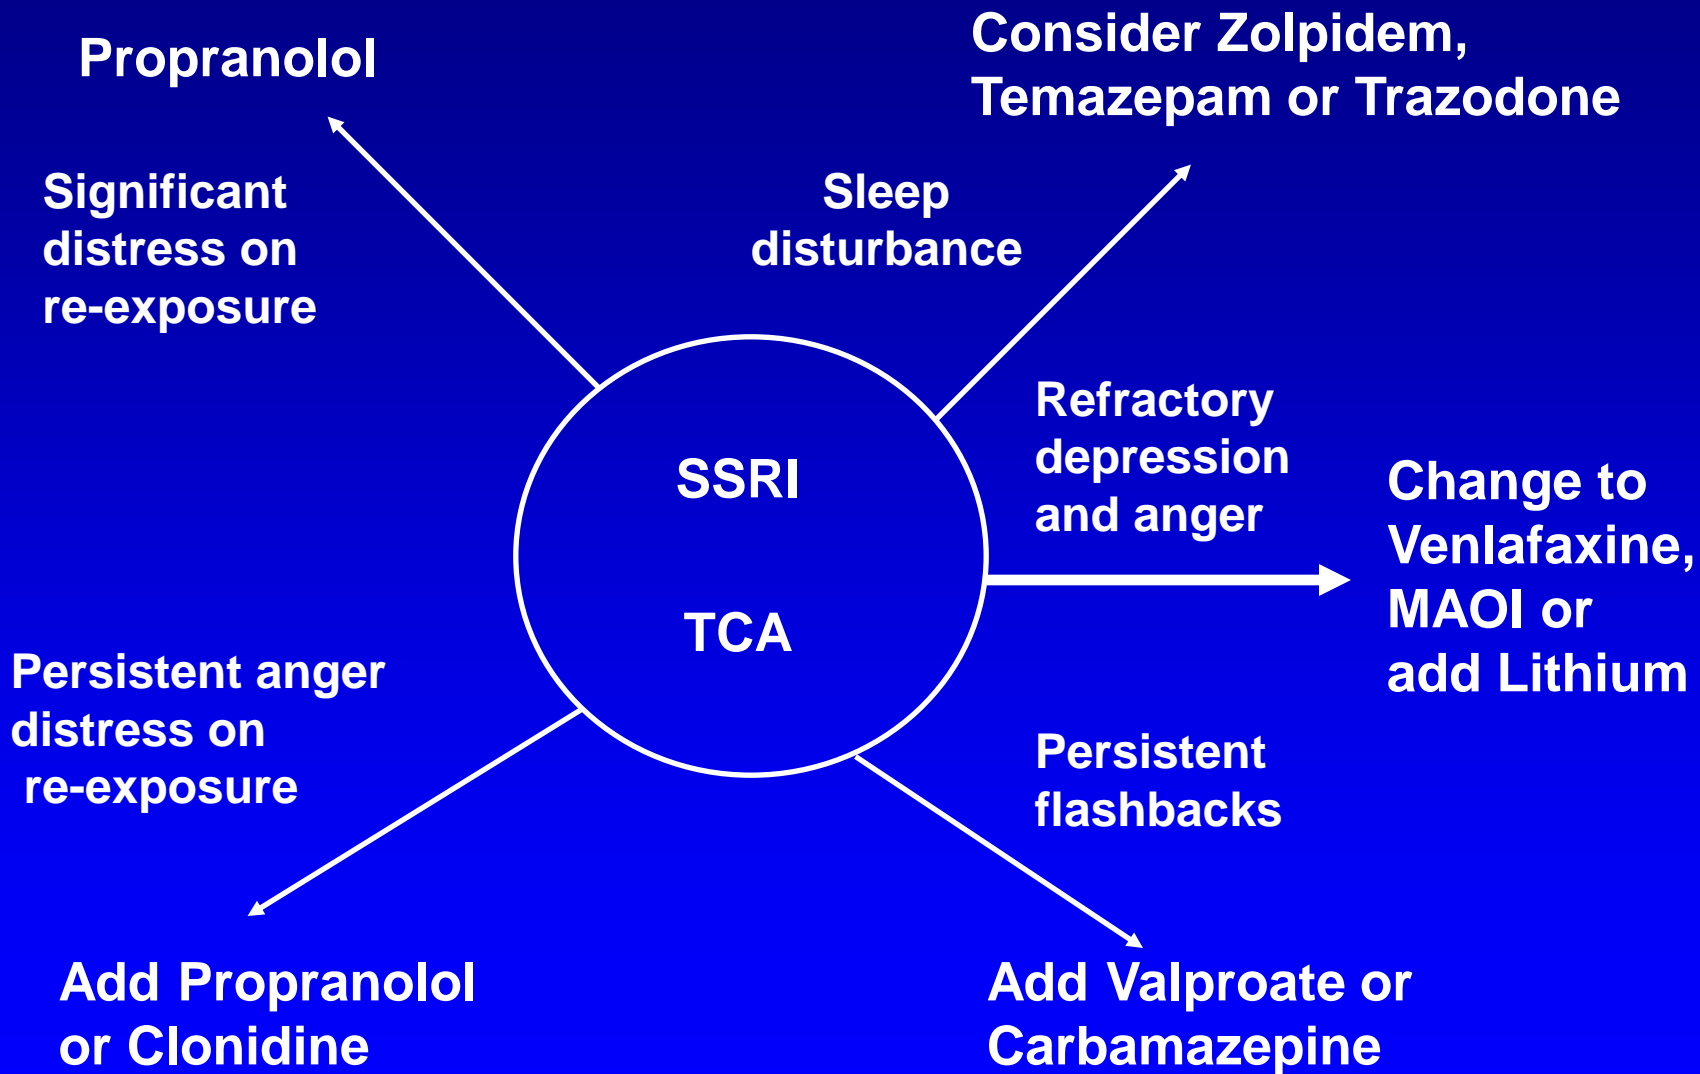 Propranolol
Consider Zolpidem,
Temazepam or Trazodone
Significant
distress on
re-exposure
Sleep
disturbance
Refractory
depression
and anger
SSRI
TCA
Change to
Venlafaxine,
MAOI or
add Lithium
Persistent anger
distress on
re-exposure
Persistent
flashbacks
Add Propranolol
or Clonidine
Add Valproate or
Carbamazepine